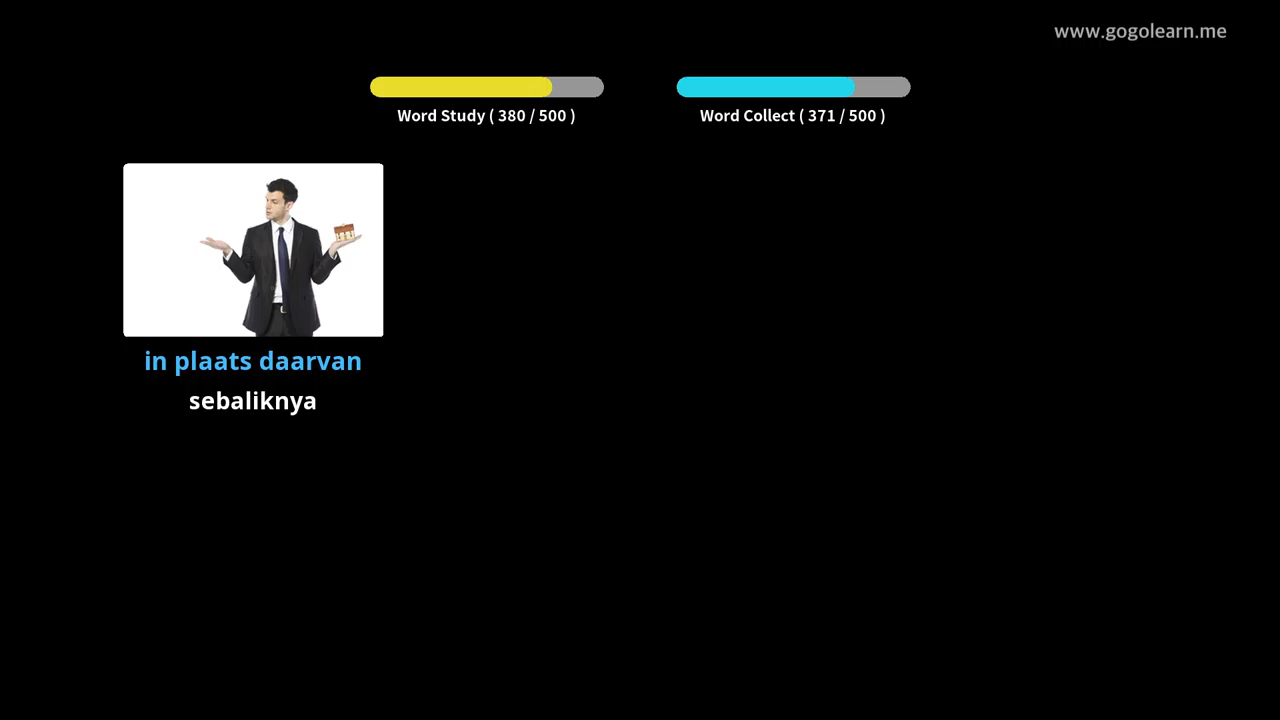 www.gogolearn.me
Word Study ( 380 / 500 )
Word Collect ( 371 / 500 )
in plaats daarvan
sebaliknya